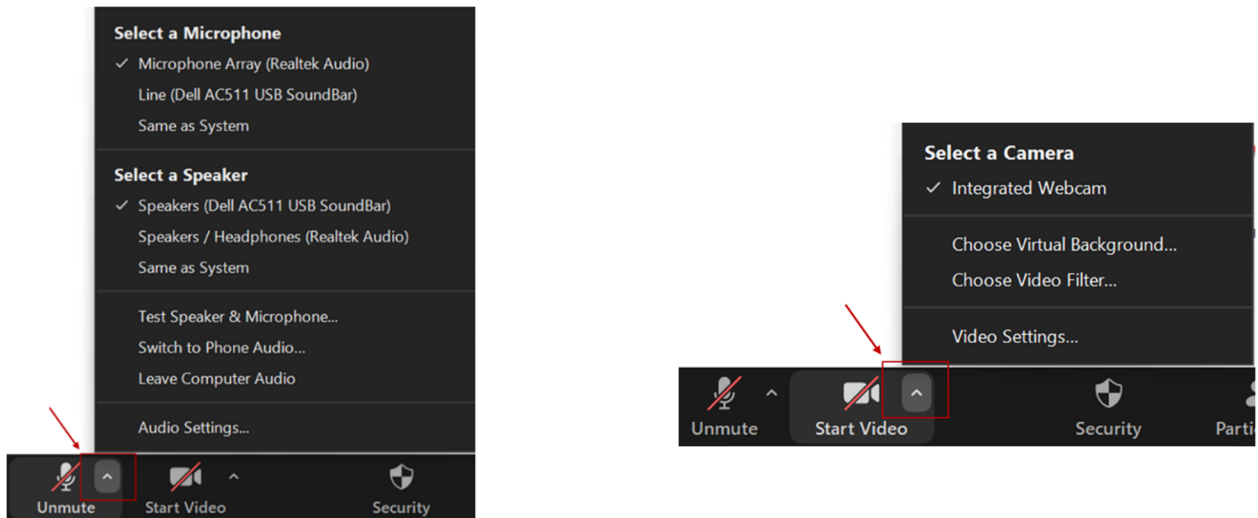 Select a Microphone
Microphone Array (Realtek Audio)
Line (Dell AC511 USB SoundBar)
Same as System
Select a Speaker
Speakers (Dell AC511 USB SoundBar)
Speakers / Headphones (Realtek Audio)
Same as System
Test Speaker & Microphone...
Switch to Phone Audio...
Leave Computer Audio
Audio Settings...
Unmute
Start Video
Security
Select a Camera
Integrated Webcam
Choose Virtual Background...
Choose Video Filter...
Video Settings...
Unmute
Start Video
Security
Parti